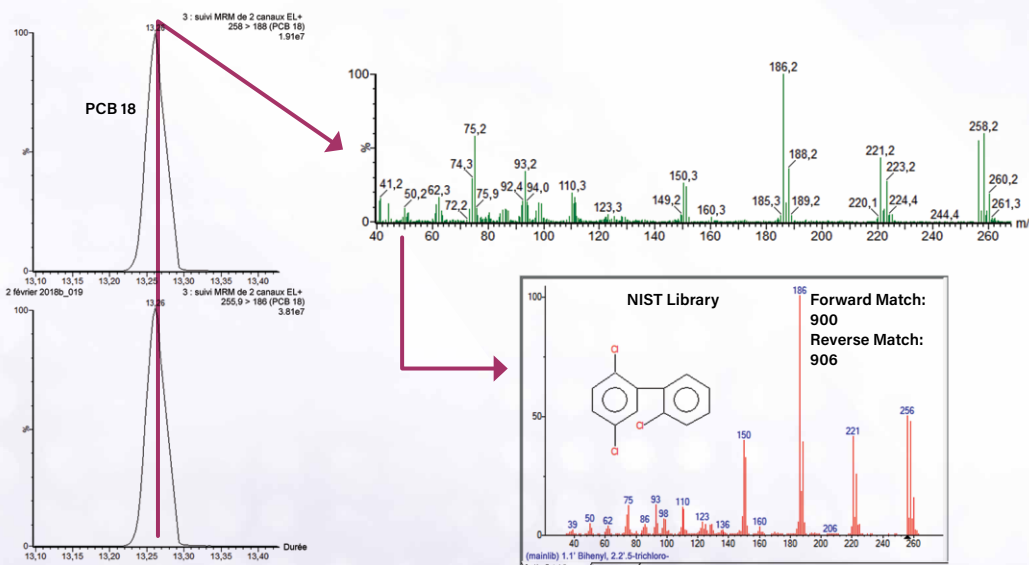 3 : suivi MRM de 2 canaux EL+
258 > 188 (PCB 18)
1.91e7
100
13,26
PCB 18
%
0
13,10 13,15 13,20 13,25 13,30 13,35 13,40
2 février 2018b_019
3 : suivi MRM de 2 canaux EL+
255,9 > 186 (PCB 18)
3.81e7
100
13,26
%
0
Durée
13,10 13,15 13,20 13,25 13,30 13,35 13,40
100
%
0
41,2
50,2
62,3
72,2
74,3
75,2
75,9
92,4
93,2
94,0
110,3
123,3
149,2
150,3
160,3
185,3
186,2
188,2
189,2
220,1
221,2
223,2
224,4
244,4
258,2
260,2
261,3
m/
40 60 80 100 120 140 160 180 200 220 240 260
NIST Library
Forward Match:
900
Reverse Match:
906
100
50
0
Cl
Cl
Cl
39
50
62
75
86
93
98
110
123
136
150
160
186
206
221
256
40 60 80 100 120 140 160 180 200 220 240 260
(mainlib) 1.1' Bihenyl, 2.2'.5-trichloro-